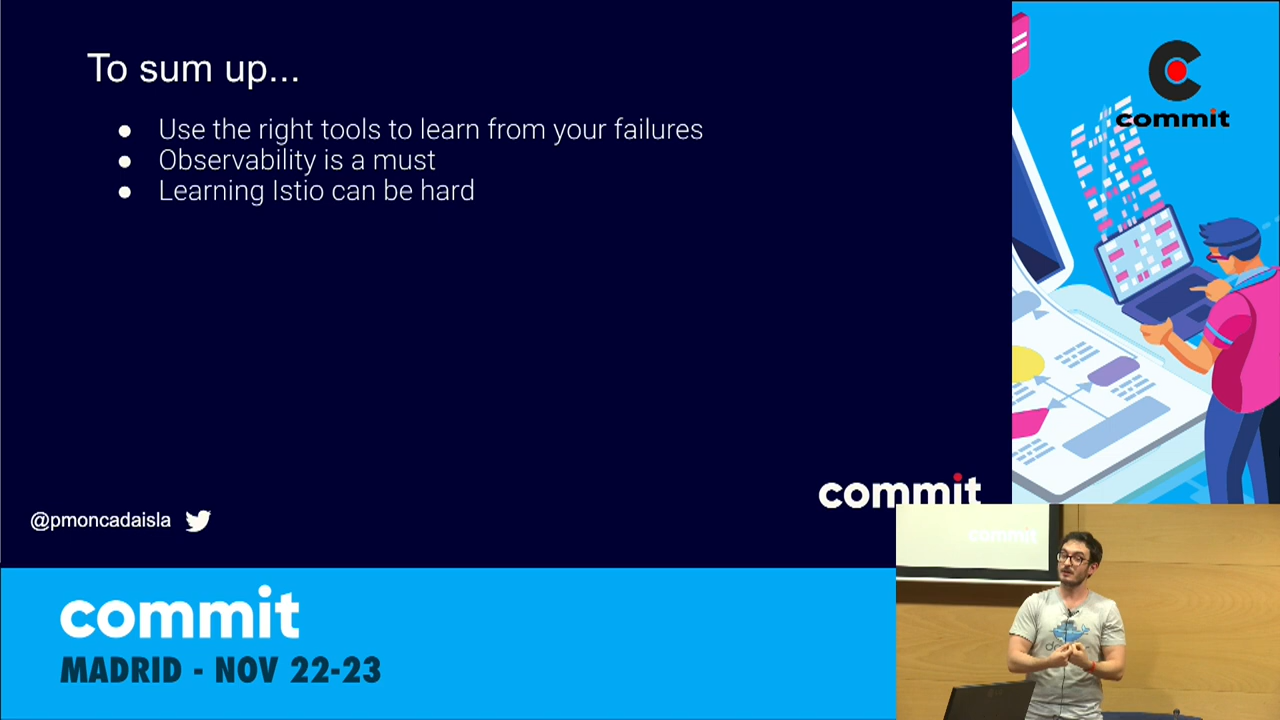 To sum up...
● Use the right tools to learn from your failures
● Observability is a must
● Learning Istio can be hard
@pmoncadaisla
commit
commit
commit
commit
MADRID - NOV 22-23